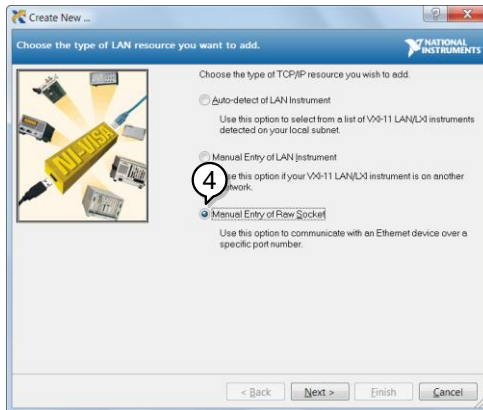 Create New ...
Choose the type of LAN resource you want to add.
NATIONAL
INSTRUMENTS
Choose the type of TCP/IP resource you wish to add.
Auto-detect of LAN Instrument
Use this option to select from a list of VXI-11 LAN/LXI instruments
detected on your local subnet.
Manual Entry of LAN Instrument
this option if your VXI-11 LAN/LXI instrument is on another
network.
4
Manual Entry of Raw Socket
Use this option to communicate with an Ethernet device over a
specific port number.
NI-VISA
< Back
Next >
Finish
Cancel